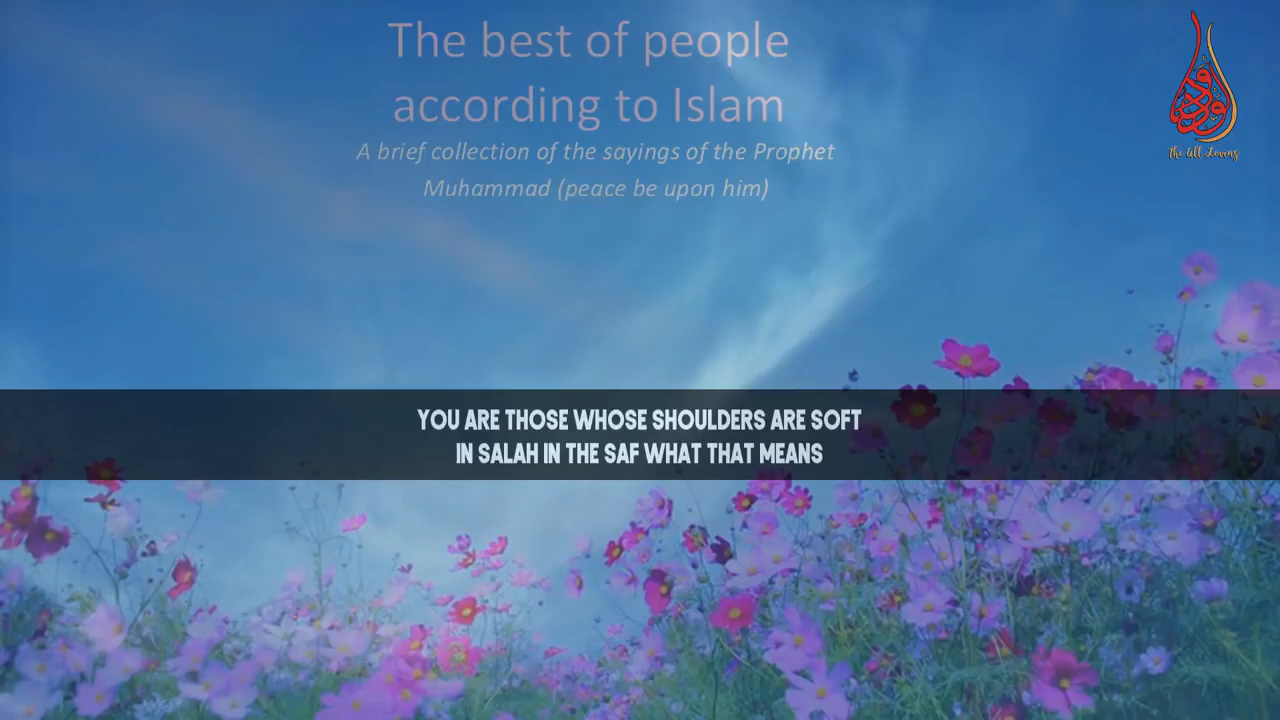 The best of people
according to Islam
A brief collection of the sayings of the Prophet
Muhammad (peace be upon him)
The All Loving
YOU ARE THOSE WHOSE SHOULDERS ARE SOFT
IN SALAH IN THE SAF WHAT THAT MEANS